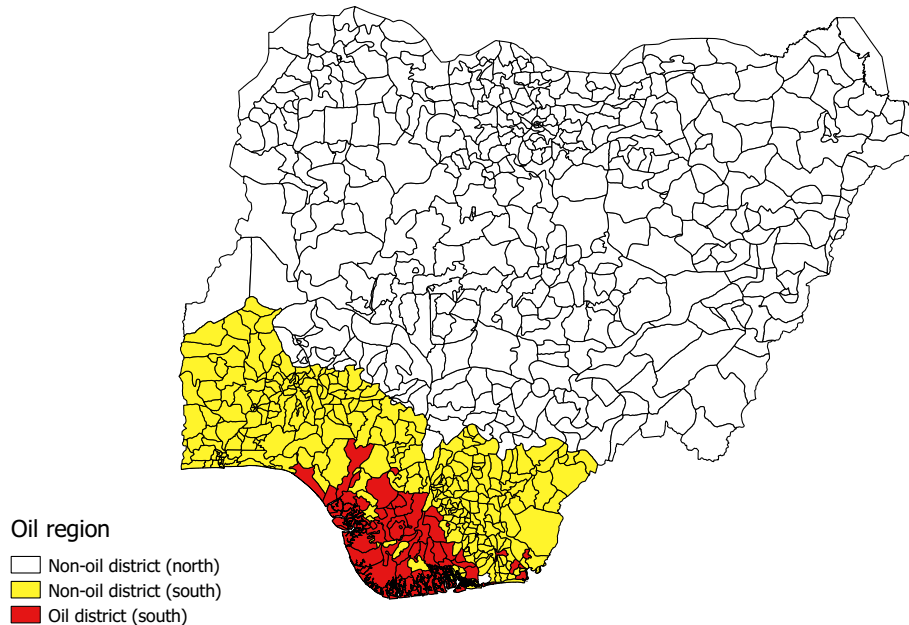 Oil region
Non-oil district (north)
Non-oil district (south)
Oil district (south)